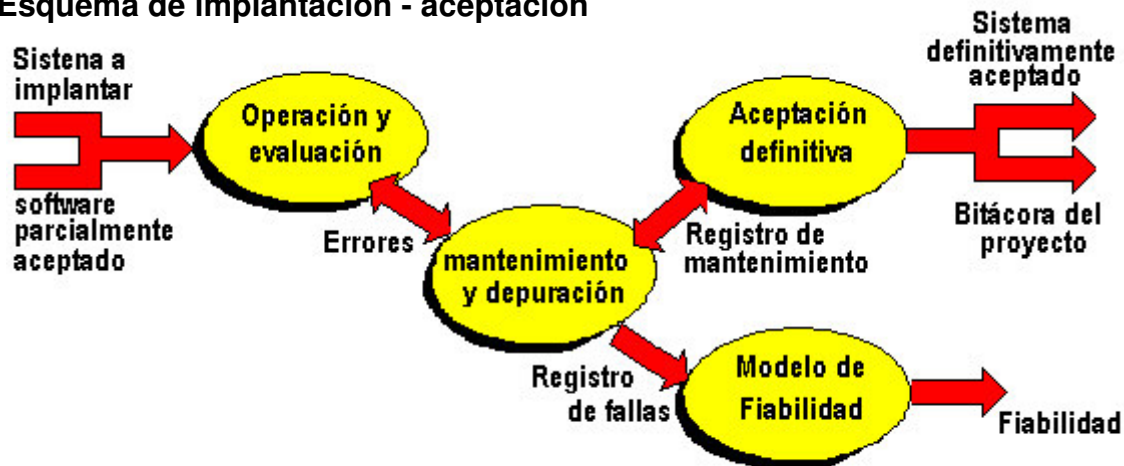 Esquema de implantación - aceptación
Sistena a
implantar
software
parcialmente
aceptado
Operación y
evaluación
Errores
mantenimiento
y depuración
Registro de
mantenimiento
Aceptación
definitiva
Sistema
definitivamente
aceptado
Bitácora del
proyecto
Registro
de fallas
Modelo de
Fiabilidad
Fiabilidad